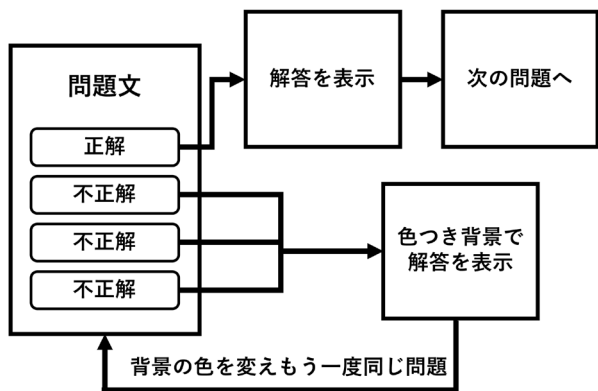 問題文
正解
不正解
不正解
不正解
解答を表示
次の問題へ
色つき背景で
解答を表示
背景の色を変えもう一度同じ問題